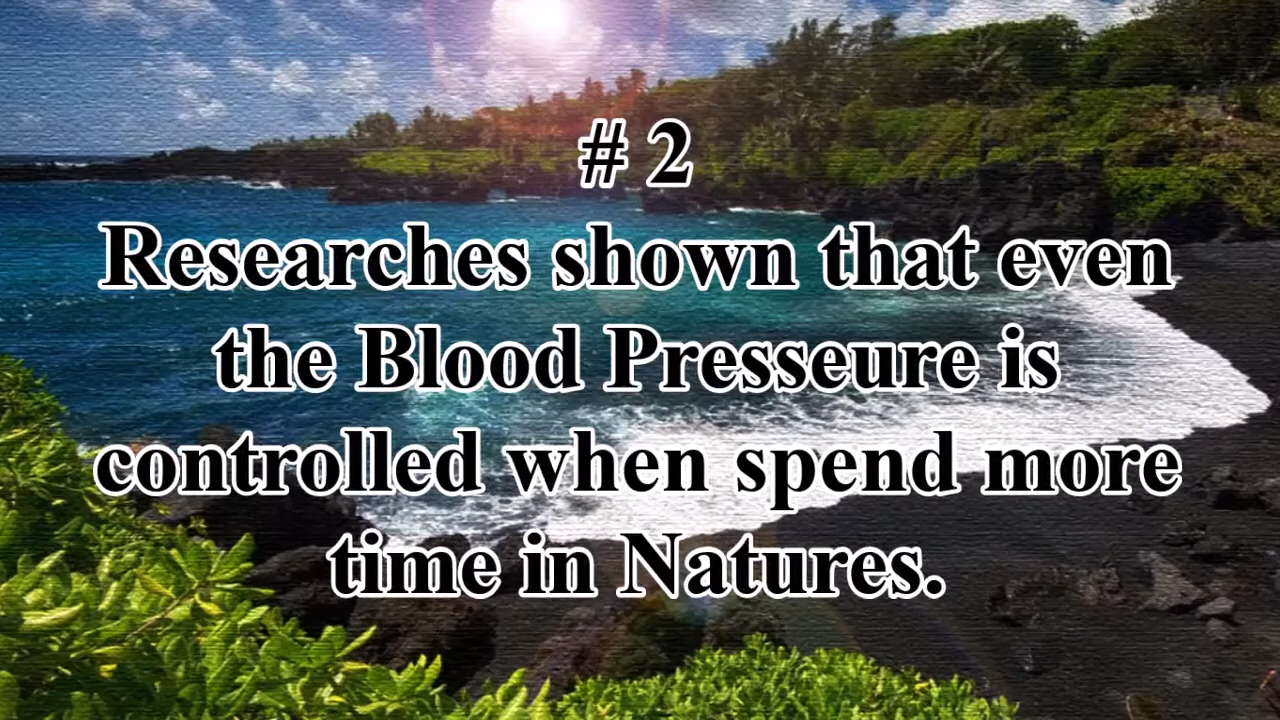 # 2
Researches shown that even
the Blood Presseure is
controlled when spend more
time in Natures.